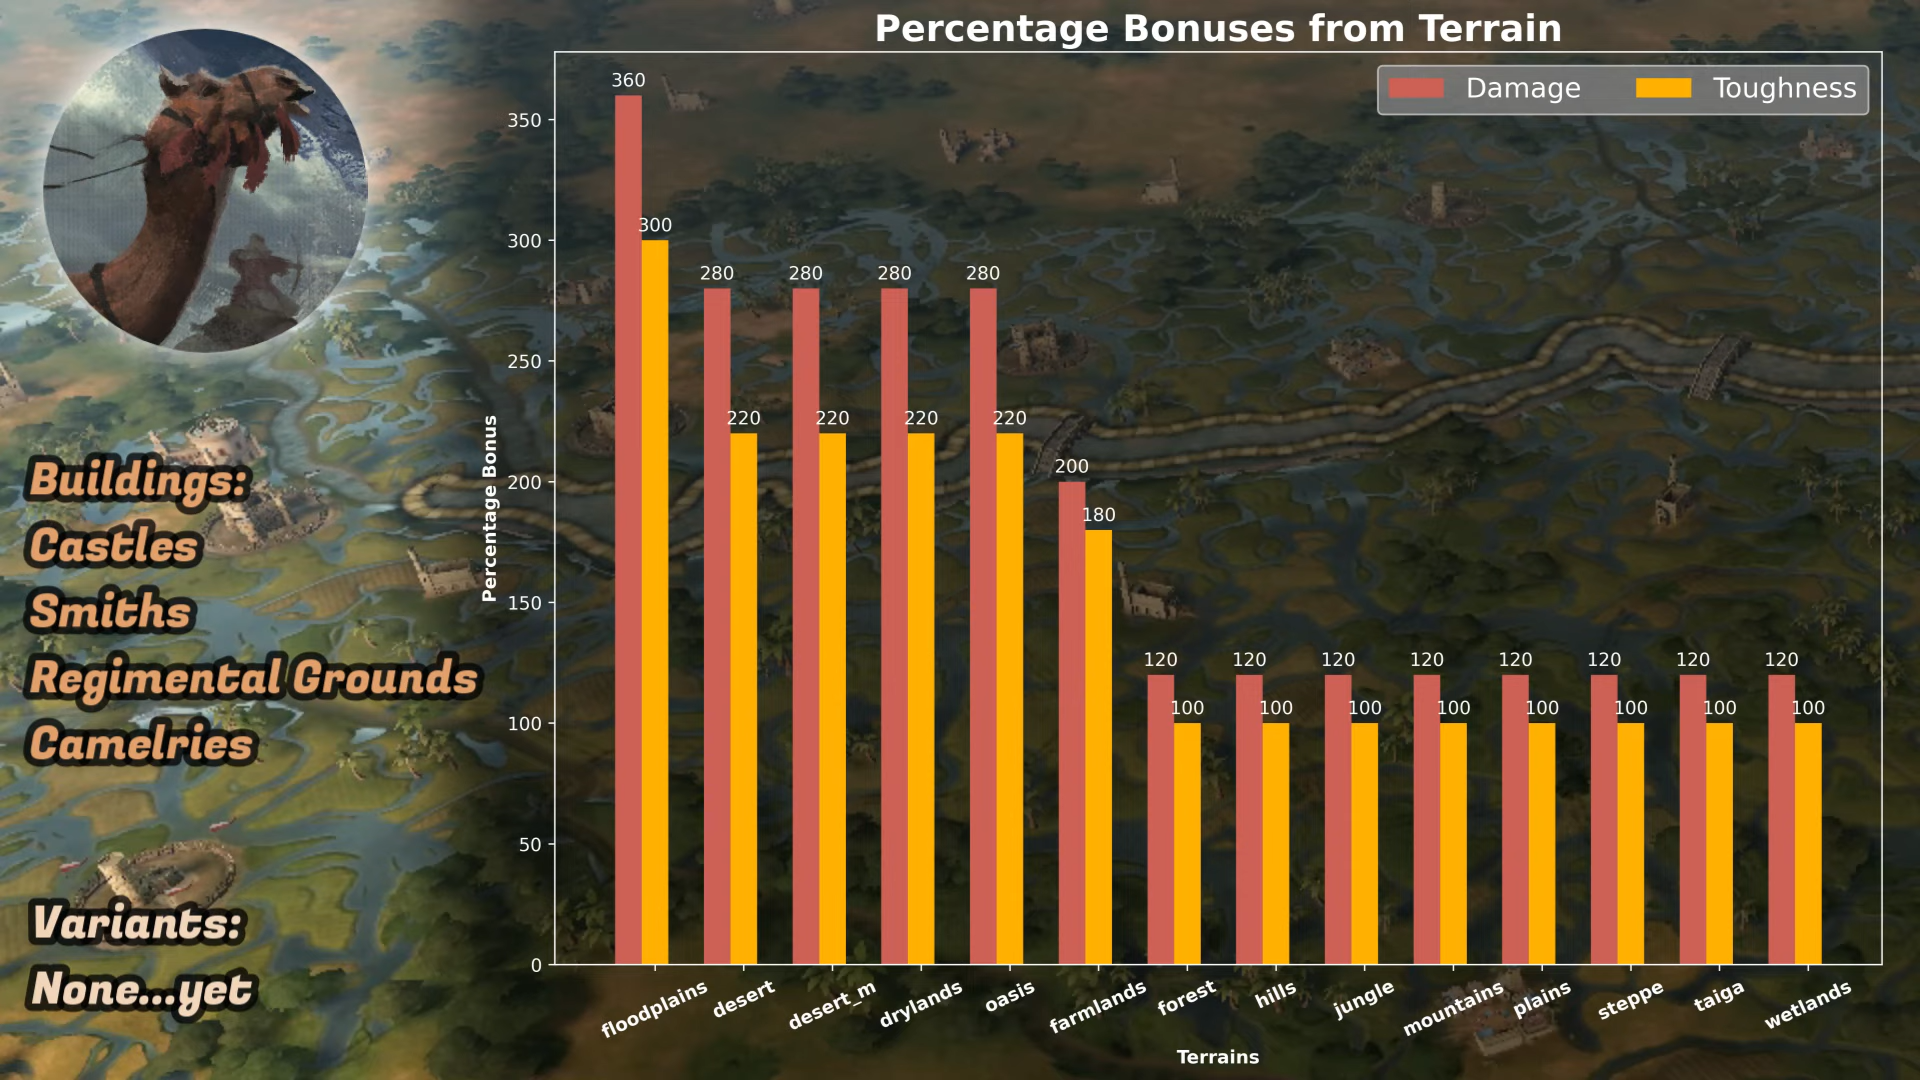 Percentage Bonuses from Terrain
Damage Toughness
Buildings:
Castles
Smiths
Regimental Grounds
Camelries
Variants:
None...yet
Percentage Bonus
350
300
250
200
150
100
50
0
360 300
280 220
280 220
280 220
280 220
200 180
120 100
120 100
120 100
120 100
120 100
120 100
120 100
120 100
floodplains desert desert_m drylands oasis farmlands forest hills jungle mountains plains steppe taiga wetlands
Terrains